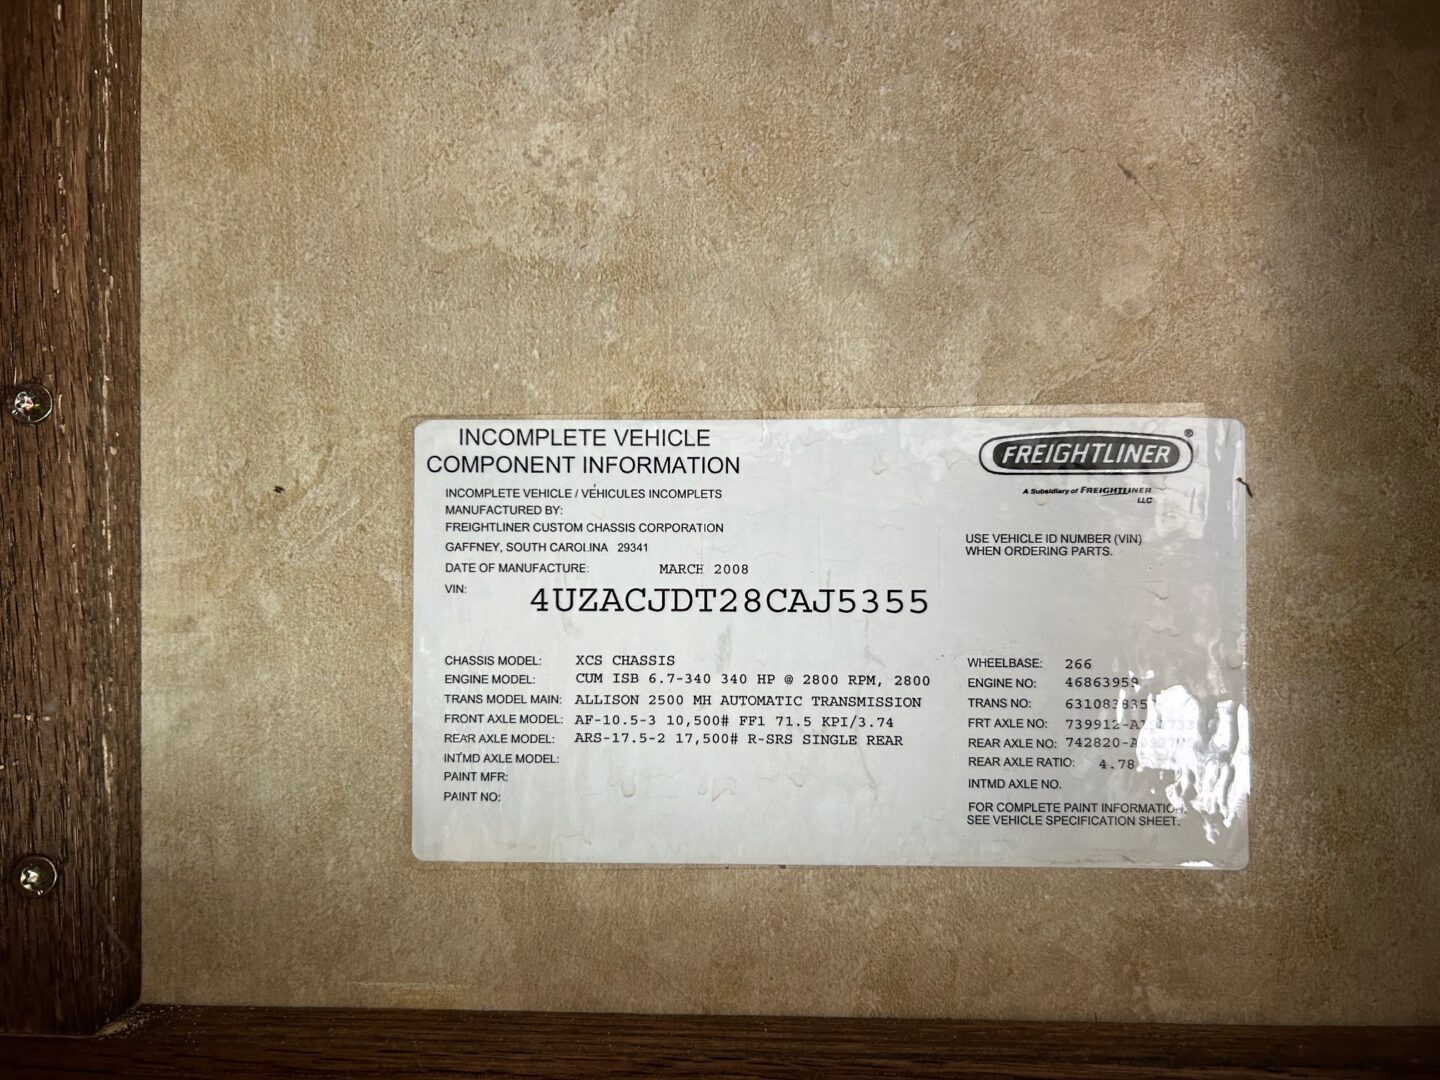 INCOMPLETE VEHICLE
COMPONENT INFORMATION
INCOMPLETE VEHICLE / VEHICULES INCOMPLETS
MANUFACTURED BY:
FREIGHTLINER CUSTOM CHASSIS CORPORATION
GAFFNEY, SOUTH CAROLINA 29341
DATE OF MANUFACTURE: MARCH 2008
VIN: 4UZACJDT28CAJ5355
FREIGHTLINER ®
A Subsidiary of FREIGHTLINER
LLC
USE VEHICLE ID NUMBER (VIN)
WHEN ORDERING PARTS.
CHASSIS MODEL: XCS CHASSIS
ENGINE MODEL: CUM ISB 6.7-340 340 HP @ 2800 RPM, 2800
TRANS MODEL MAIN: ALLISON 2500 MH AUTOMATIC TRANSMISSION
FRONT AXLE MODEL: AF-10.5-3 10,500# FF1 71.5 KPI/3.74
REAR AXLE MODEL: ARS-17.5-2 17,500# R-SRS SINGLE REAR
INTMD AXLE MODEL:
PAINT MFR:
PAINT NO:
WHEELBASE: 266
ENGINE NO: 46863959
TRANS NO:
FRT AXLE NO:
REAR AXLE NO:
REAR AXLE RATIO: 4.78
INTMD AXLE NO.
FOR COMPLETE PAINT INFORMATION,
SEE VEHICLE SPECIFICATION SHEET.